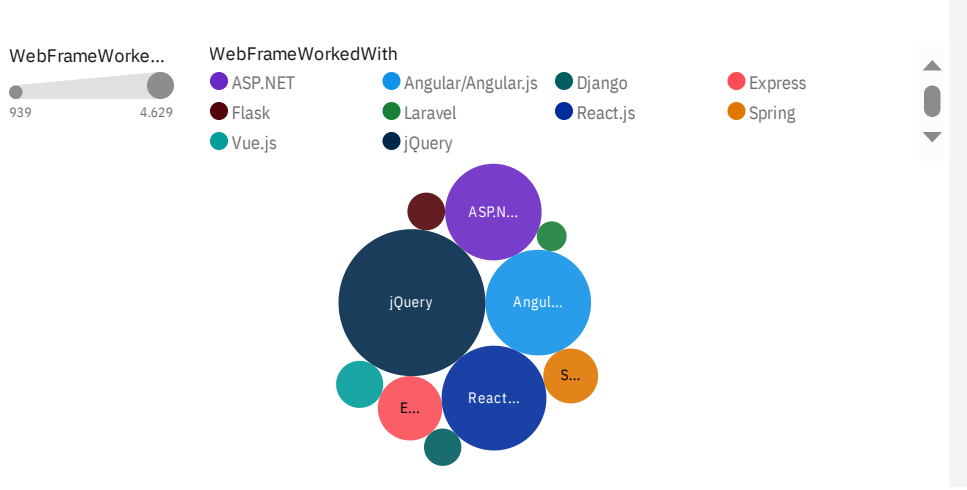 WebFrameWorke...
939 4.629
WebFrameWorkedWith
ASP.NET Angular/Angular.js Django Express
Flask Laravel React.js Spring
Vue.js jQuery
ASP.N...
jQuery Angul...
S...
React...
E...